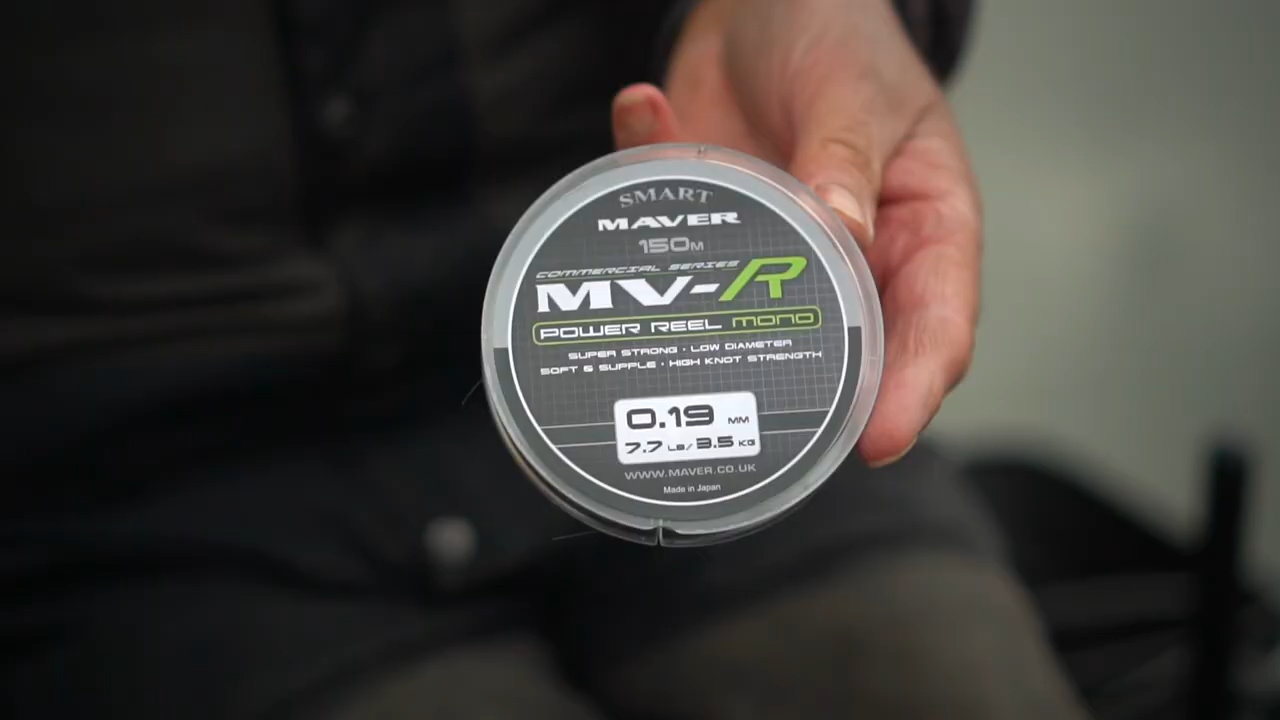 SMART
MAVER
150M
COMMERCIAL SERIES
MV-R
POWER REEL MONO
SUPER STRONG · LOW DIAMETER
SOFT & SUPPLE · HIGH KNOT STRENGTH
0.19 MM
7.7 LB/ 3.5 KG
WWW.MAVER.CO.UK
Made in Japan